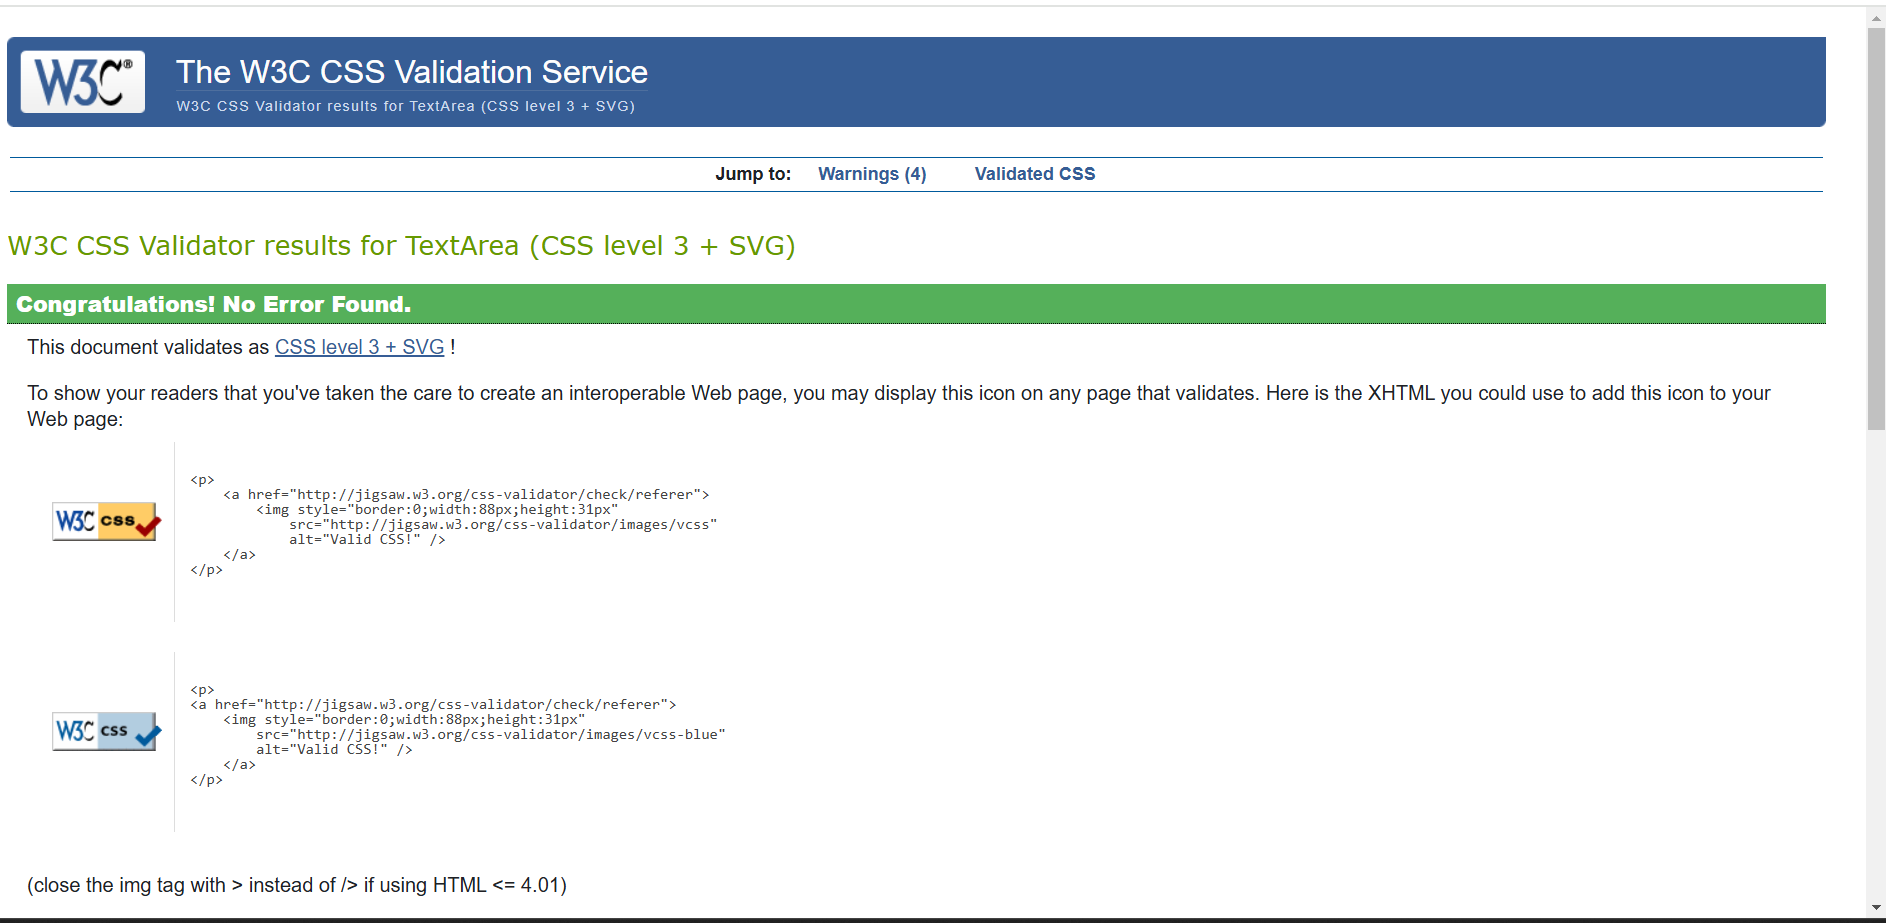 W3C®
The W3C CSS Validation Service
W3C CSS Validator results for TextArea (CSS level 3 + SVG)
Jump to: Warnings (4) Validated CSS
W3C CSS Validator results for TextArea (CSS level 3 + SVG)
Congratulations! No Error Found.
This document validates as CSS level 3 + SVG !
To show your readers that you've taken the care to create an interoperable Web page, you may display this icon on any page that validates. Here is the XHTML you could use to add this icon to your
Web page:
W3C css
<p>
    <a href="http://jigsaw.w3.org/css-validator/check/referer">
        <img style="border:0;width:88px;height:31px"
            src="http://jigsaw.w3.org/css-validator/images/vcss"
            alt="Valid CSS!" />
    </a>
</p>
W3C css
<p>
<a href="http://jigsaw.w3.org/css-validator/check/referer">
    <img style="border:0;width:88px;height:31px"
        src="http://jigsaw.w3.org/css-validator/images/vcss-blue"
        alt="Valid CSS!" />
    </a>
</p>
(close the img tag with > instead of /> if using HTML <= 4.01)